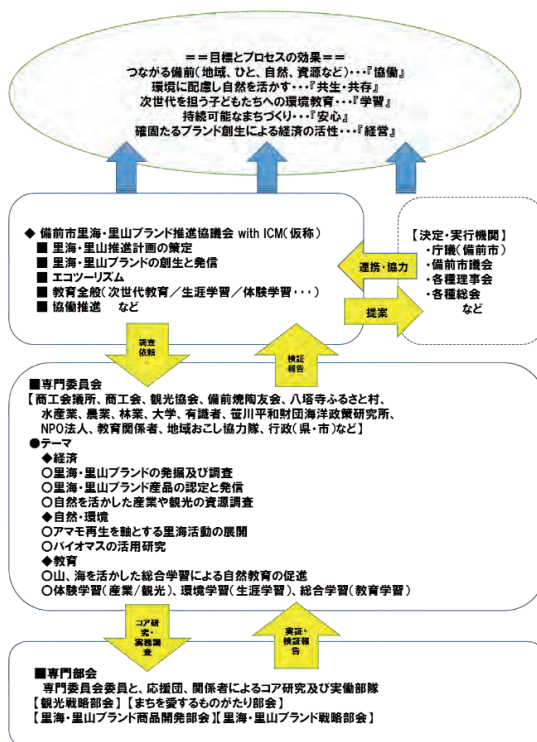 ＝＝目標とプロセスの効果＝＝
つながる備前(地域、ひと、自然、資源など)･･･『協働』
環境に配慮し自然を活かす･･･『共生・共存』
次世代を担う子どもたちへの環境教育･･･『学習』
持続可能なまちづくり･･･『安心』
確固たるブランド創生による経済の活性･･･『経営』
◆ 備前市里海・里山ブランド推進協議会 with ICM(仮称)
■ 里海・里山推進計画の策定
■ 里海・里山ブランドの創生と発信
■ エコツーリズム
■ 教育全般(次世代教育／生涯学習／体験学習･･･)
■ 協働推進 など
連携・協力
提案
【決定・実行機関】
・庁議(備前市)
・備前市議会
・各種理事会
・各種総会
など
調査
依頼
検証
報告
■専門委員会
【商工会議所、商工会、観光協会、備前焼陶友会、八塔寺ふるさと村、
水産業、農業、林業、大学、有識者、笹川平和財団海洋政策研究所、
NPO法人、教育関係者、地域おこし協力隊、行政(県・市)など】
●テーマ
◆経済
○里海・里山ブランドの発掘及び調査
○里海・里山ブランド産品の認定と発信
○自然を活かした産業や観光の資源調査
◆自然・環境
○アマモ再生を軸とする里海活動の展開
○バイオマスの活用研究
◆教育
○山、海を活かした総合学習による自然教育の促進
○体験学習(産業/観光)、環境学習(生涯学習)、総合学習(教育学習)
コア研
究・
実務調
査
実証・
検証報
告
■専門部会
専門委員会委員と、応援団、関係者によるコア研究及び実働部隊
【観光戦略部会】 【まちを愛するものがたり部会】
【里海・里山ブランド商品開発部会】【里海・里山ブランド戦略部会】